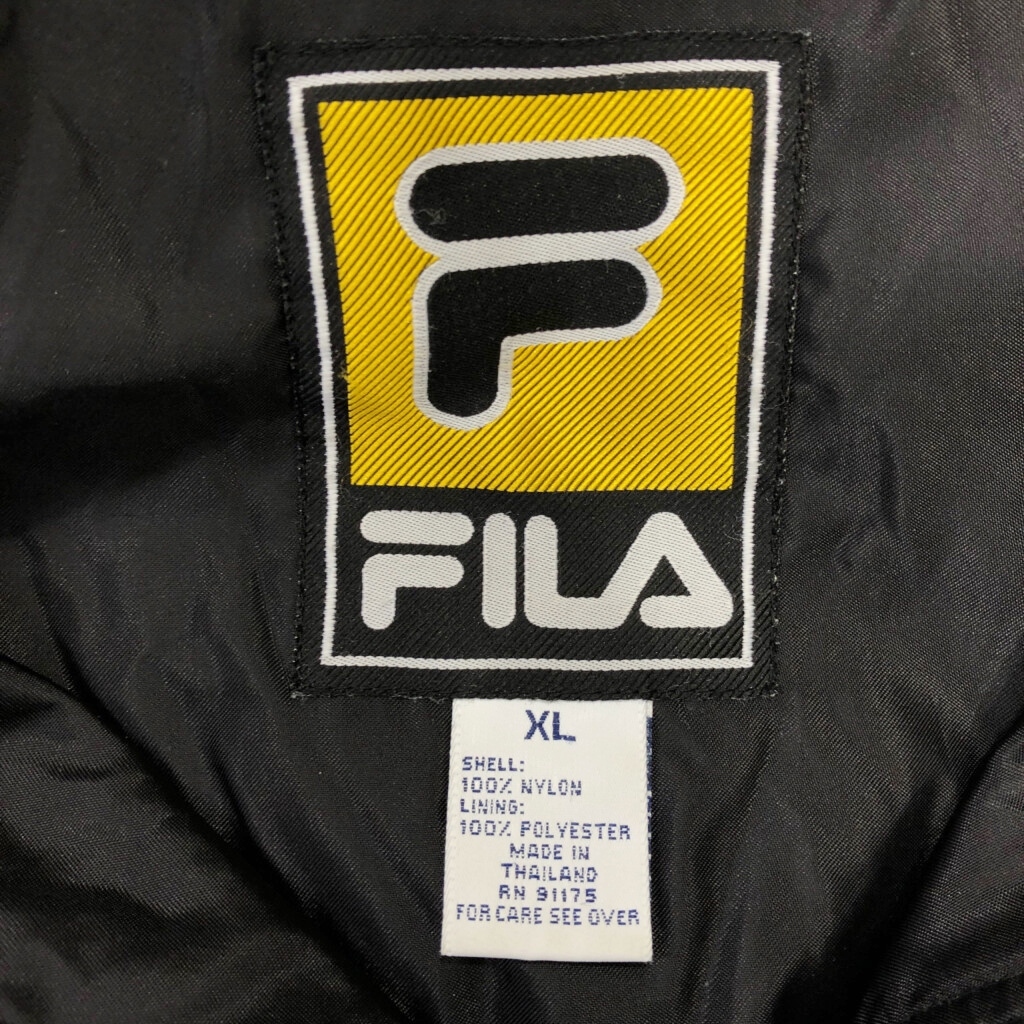 F
FILA
XL
SHELL:
100% NYLON
LINING:
100% POLYESTER
MADE IN
THAILAND
RN 91175
FOR CARE SEE OVER